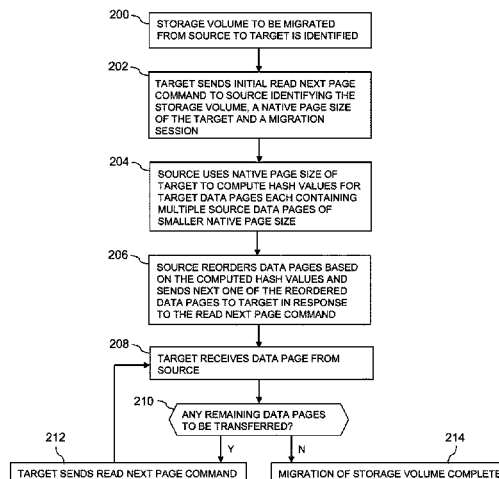 200
STORAGE VOLUME TO BE MIGRATED
FROM SOURCE TO TARGET IS IDENTIFIED
202
TARGET SENDS INITIAL READ NEXT PAGE
COMMAND TO SOURCE IDENTIFYING THE
STORAGE VOLUME, A NATIVE PAGE SIZE
OF THE TARGET AND A MIGRATION
SESSION
204
SOURCE USES NATIVE PAGE SIZE OF
TARGET TO COMPUTE HASH VALUES FOR
TARGET DATA PAGES EACH CONTAINING
MULTIPLE SOURCE DATA PAGES OF
SMALLER NATIVE PAGE SIZE
206
SOURCE REORDERS DATA PAGES BASED
ON THE COMPUTED HASH VALUES AND
SENDS NEXT ONE OF THE REORDERED
DATA PAGES TO TARGET IN RESPONSE
TO THE READ NEXT PAGE COMMAND
208
TARGET RECEIVES DATA PAGE FROM
SOURCE
210
ANY REMAINING DATA PAGES
TO BE TRANSFERRED?
Y
N
212
TARGET SENDS READ NEXT PAGE COMMAND
214
MIGRATION OF STORAGE VOLUME COMPLETE